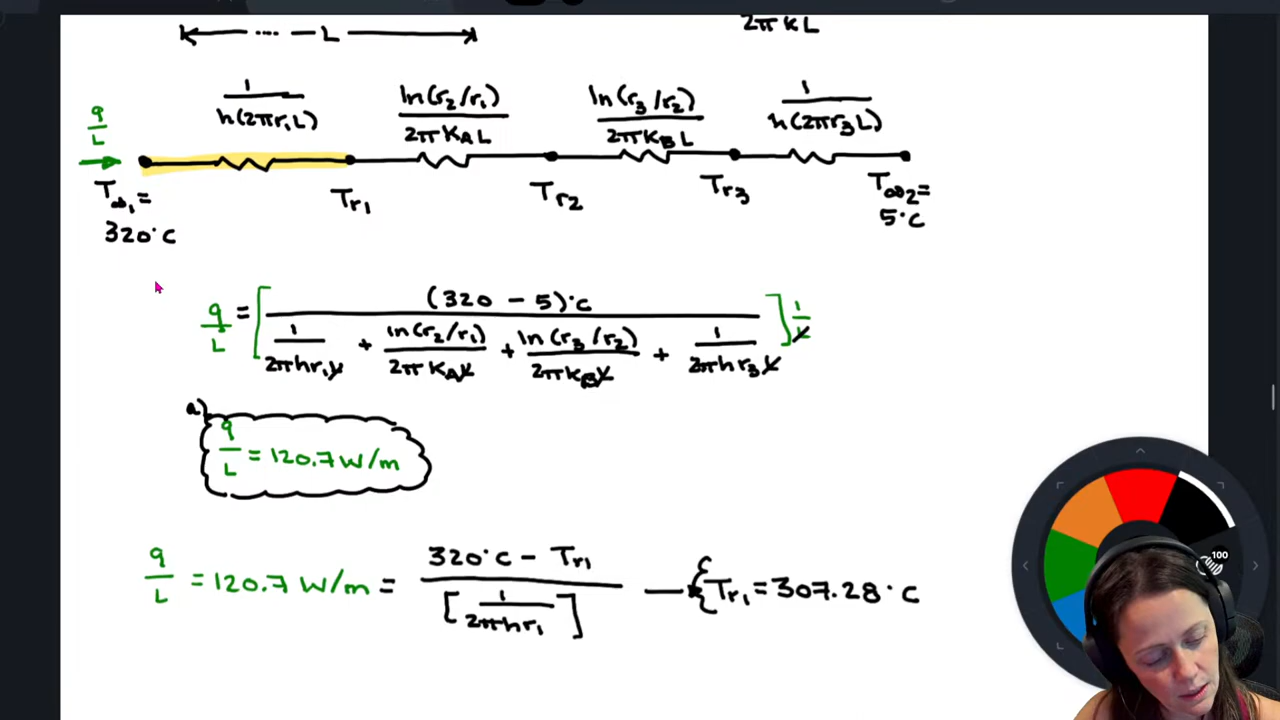 2πKL
... L
1/h(2πr₁L) ln(r₂/r₁)/2πK_A L ln(r₃/r₂)/2πK_B L 1/h(2πr₃L)
q/L
T∞₁ = 320°C Tr₁ Tr₂ Tr₃ T∞₂ = 5°C
q/L = [(320 - 5)°C / (1/2πhr₁L + ln(r₂/r₁)/2πK_A L + ln(r₃/r₂)/2πK_B L + 1/2πhr₃L)] 1/L
a)
q/L = 120.7 W/m
q/L = 120.7 W/m = (320°C - Tr₁) / [1/2πhr₁] — { Tr₁ = 307.28°C
100